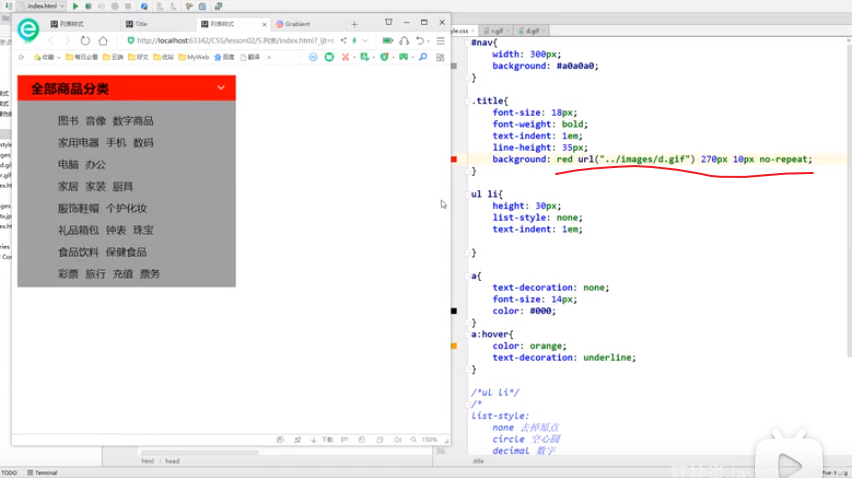 index.html
列表样式
Title
列表样式
Grabient
http://localhost:63342/CSS/lesson02/5.列表/index.html?_ijt=r
收藏
每日必看
云端
好文
优站
MyWeb
百度
翻译
全部商品分类
图书 音像 数字商品
家用电器 手机 数码
电脑 办公
家居 家装 厨具
服饰鞋帽 个护化妆
礼品箱包 钟表 珠宝
食品饮料 保健食品
彩票 旅行 充值 票务
下载
150%
html
head
TODO
Terminal
style.css
r.gif
d.gif
#nav{
width: 300px;
background: #a0a0a0;
}
.title{
font-size: 18px;
font-weight: bold;
text-indent: 1em;
line-height: 35px;
background: red url("../images/d.gif") 270px 10px no-repeat;
}
ul li{
height: 30px;
list-style: none;
text-indent: 1em;
}
a{
text-decoration: none;
font-size: 14px;
color: #000;
}
a:hover{
color: orange;
text-decoration: underline;
}
/*ul li*/
/*
list-style:
none 去掉原点
circle 空心圆
decimal 数字
36
.title